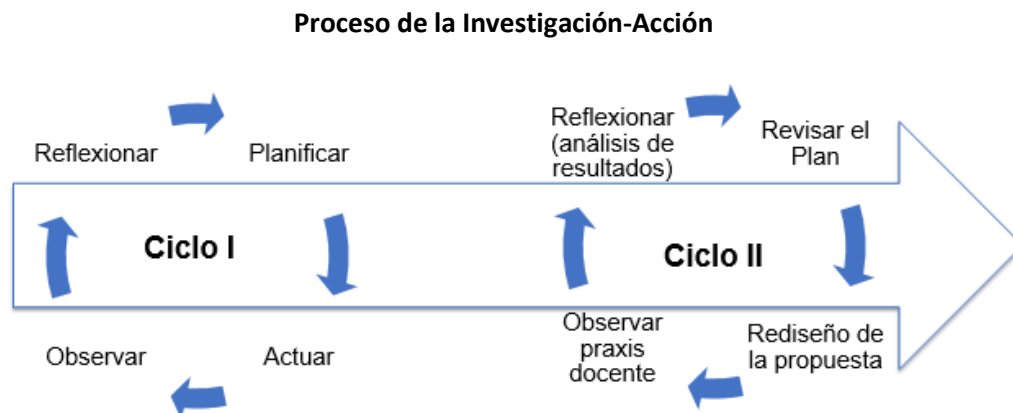 Proceso de la Investigación-Acción
Reflexionar
Planificar
Ciclo I
Observar
Actuar
Reflexionar
(análisis de
resultados)
Revisar el
Plan
Ciclo II
Observar
praxis
docente
Rediseño de
la propuesta